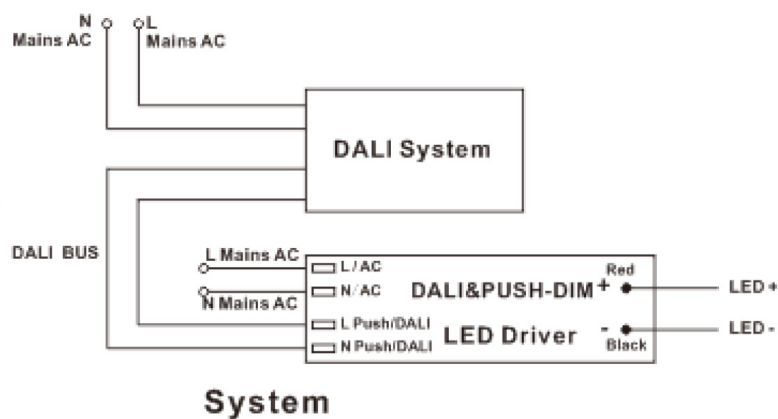 N
L
Mains AC
Mains AC
DALI System
DALI BUS
L Mains AC
N Mains AC
L/AC
N/AC
L Push/DALI
N Push/DALI
DALI&PUSH-DIM
LED Driver
+
Red
-
Black
LED+
LED-
System